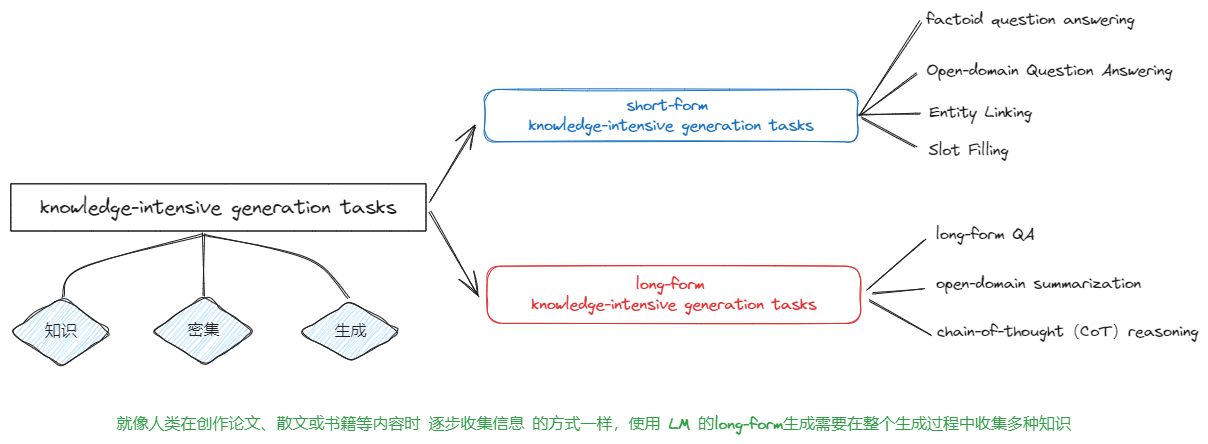 factoid question answering
Open-domain Question Answering
short-form
knowledge-intensive generation tasks
Entity Linking
Slot Filling
knowledge-intensive generation tasks
long-form QA
long-form
knowledge-intensive generation tasks
open-domain summarization
chain-of-thought (CoT) reasoning
知识
密集
生成
就像人类在创作论文、散文或书籍等内容时 逐步收集信息 的方式一样，使用 LM 的long-form生成需要在整个生成过程中收集多种知识